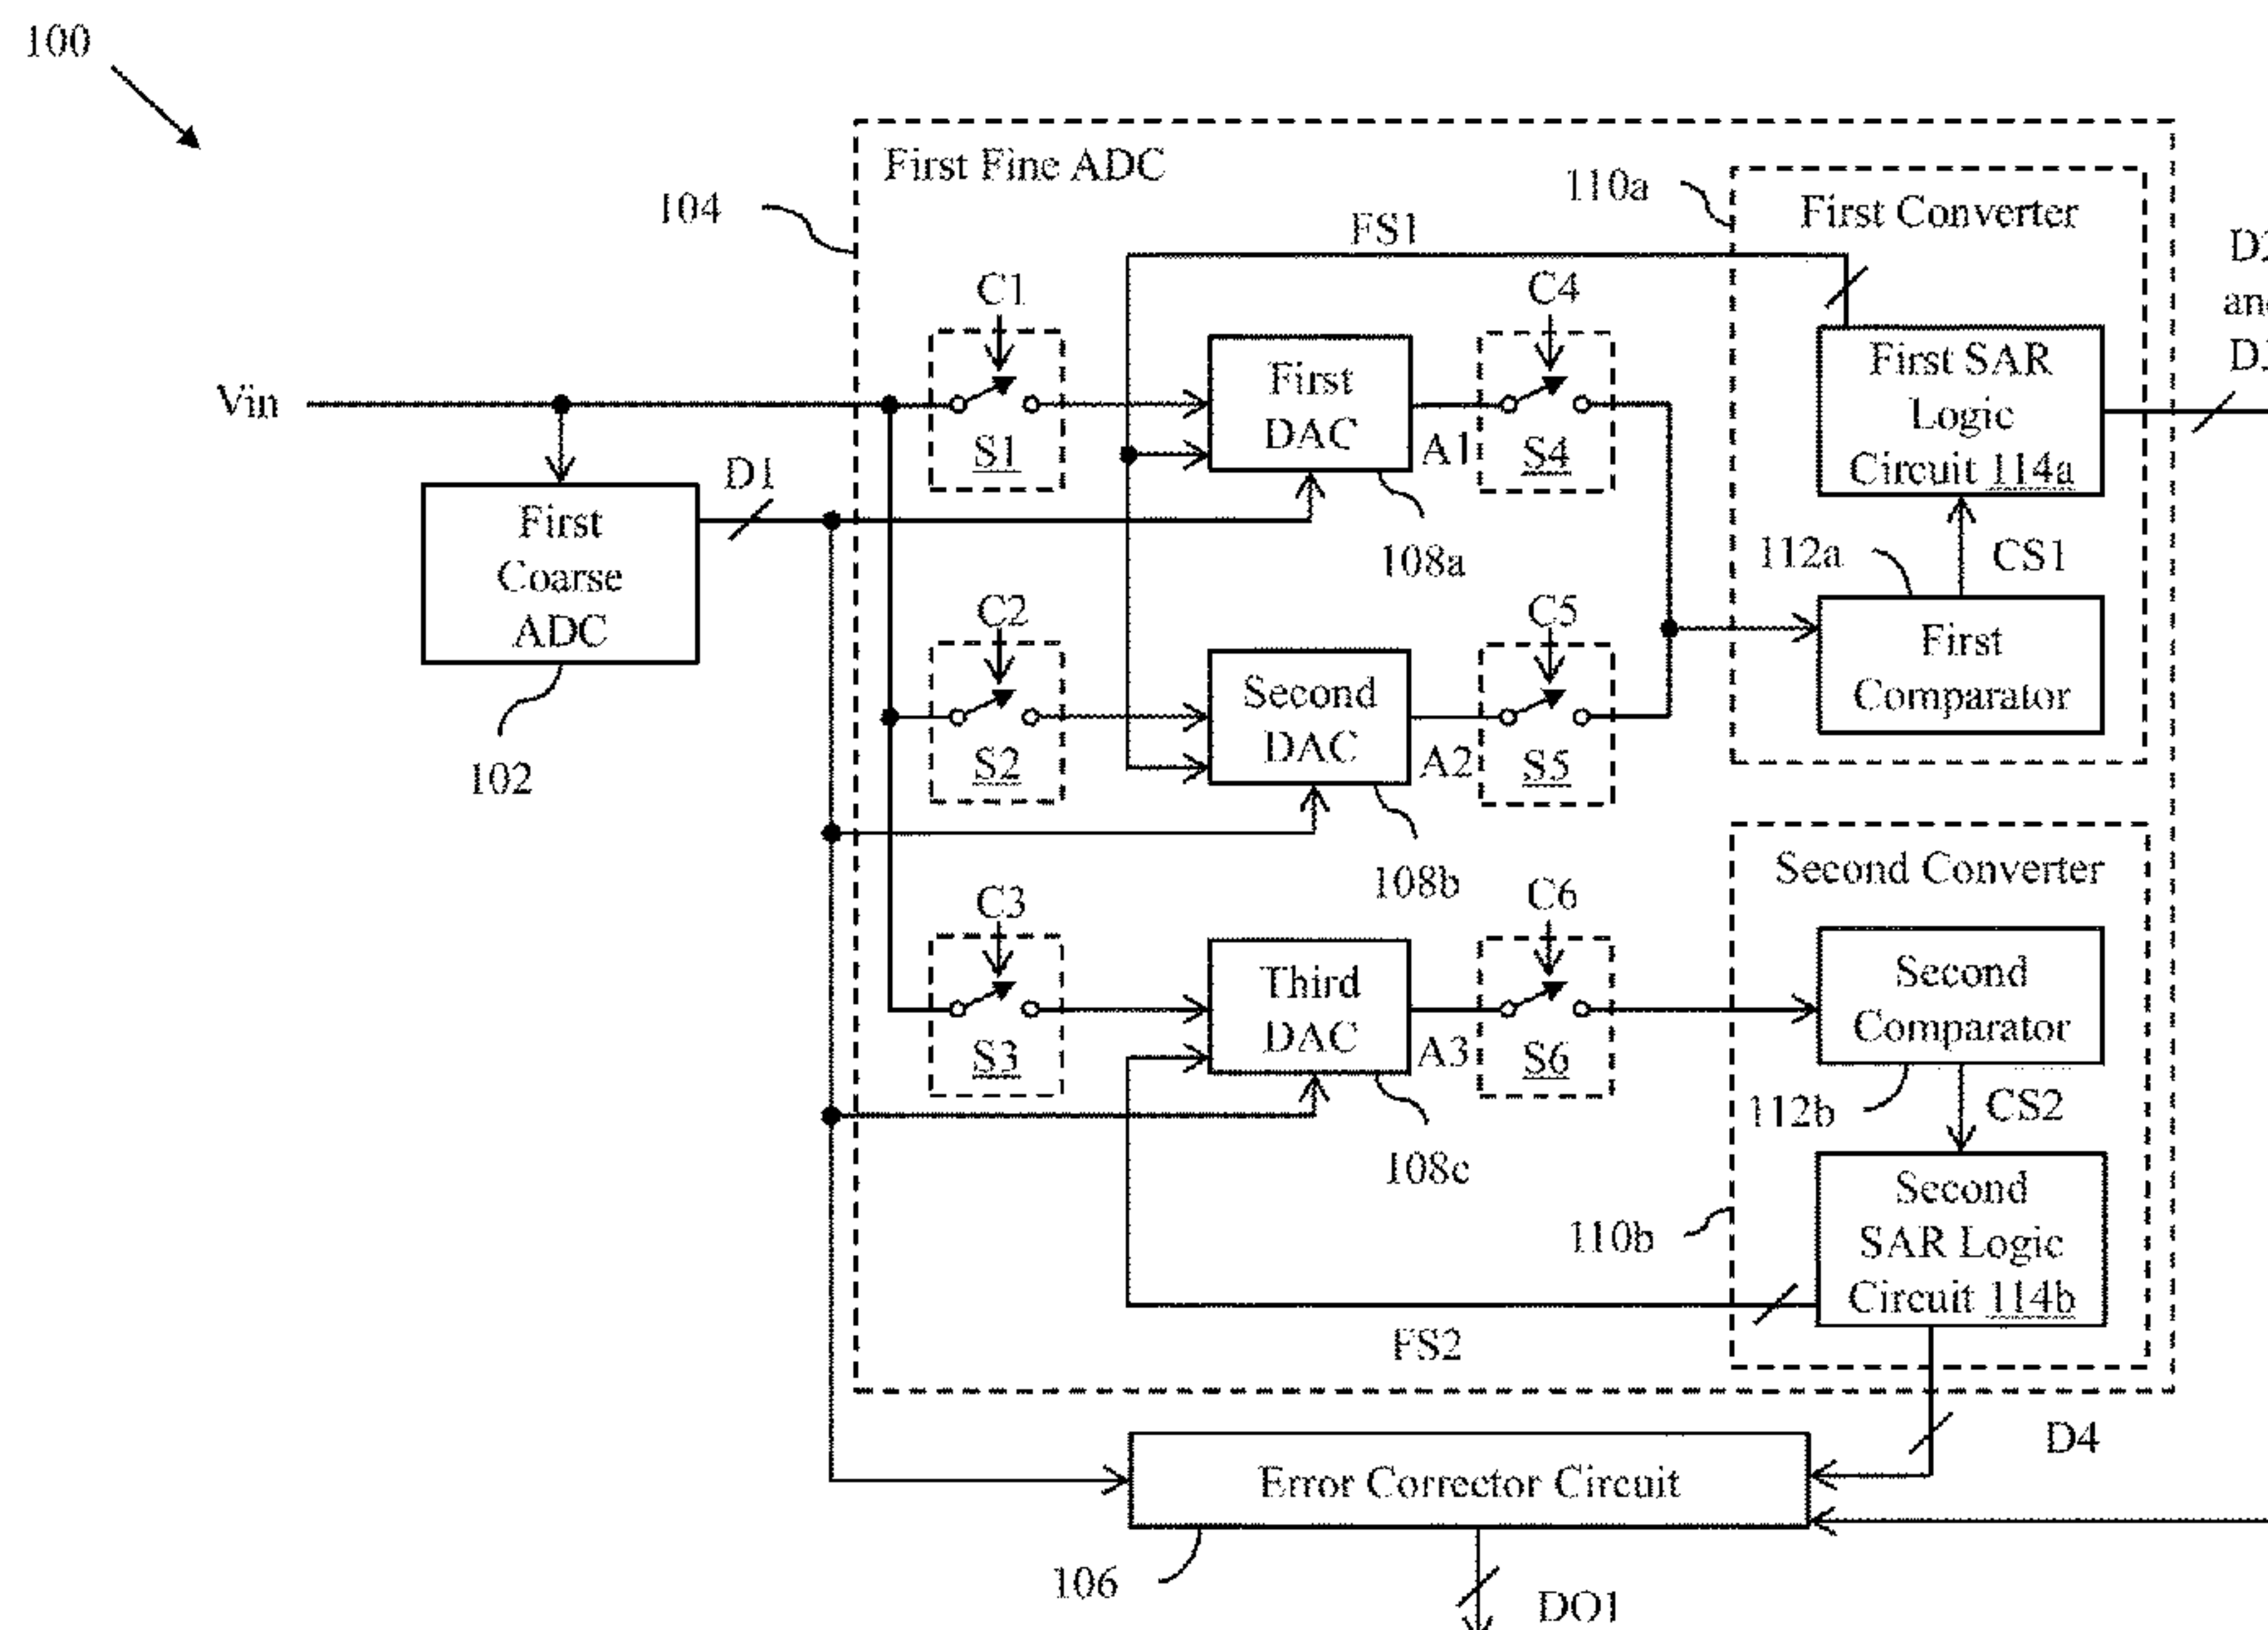 100
First Fine ADC
104
110a
First Converter
FS1
C1
C4
First SAR
Logic
Circuit 114a
Vin
S1
First
DAC
A1
S4
D1
First
Coarse
ADC
102
108a
112a
CS1
First
Comparator
C2
C5
S2
Second
DAC
A2
S5
108b
Second Converter
C3
C6
S3
Third
DAC
A3
S6
108c
Second
Comparator
112b
CS2
110b
Second
SAR Logic
Circuit 114b
FS2
D4
Error Corrector Circuit
106
DO1